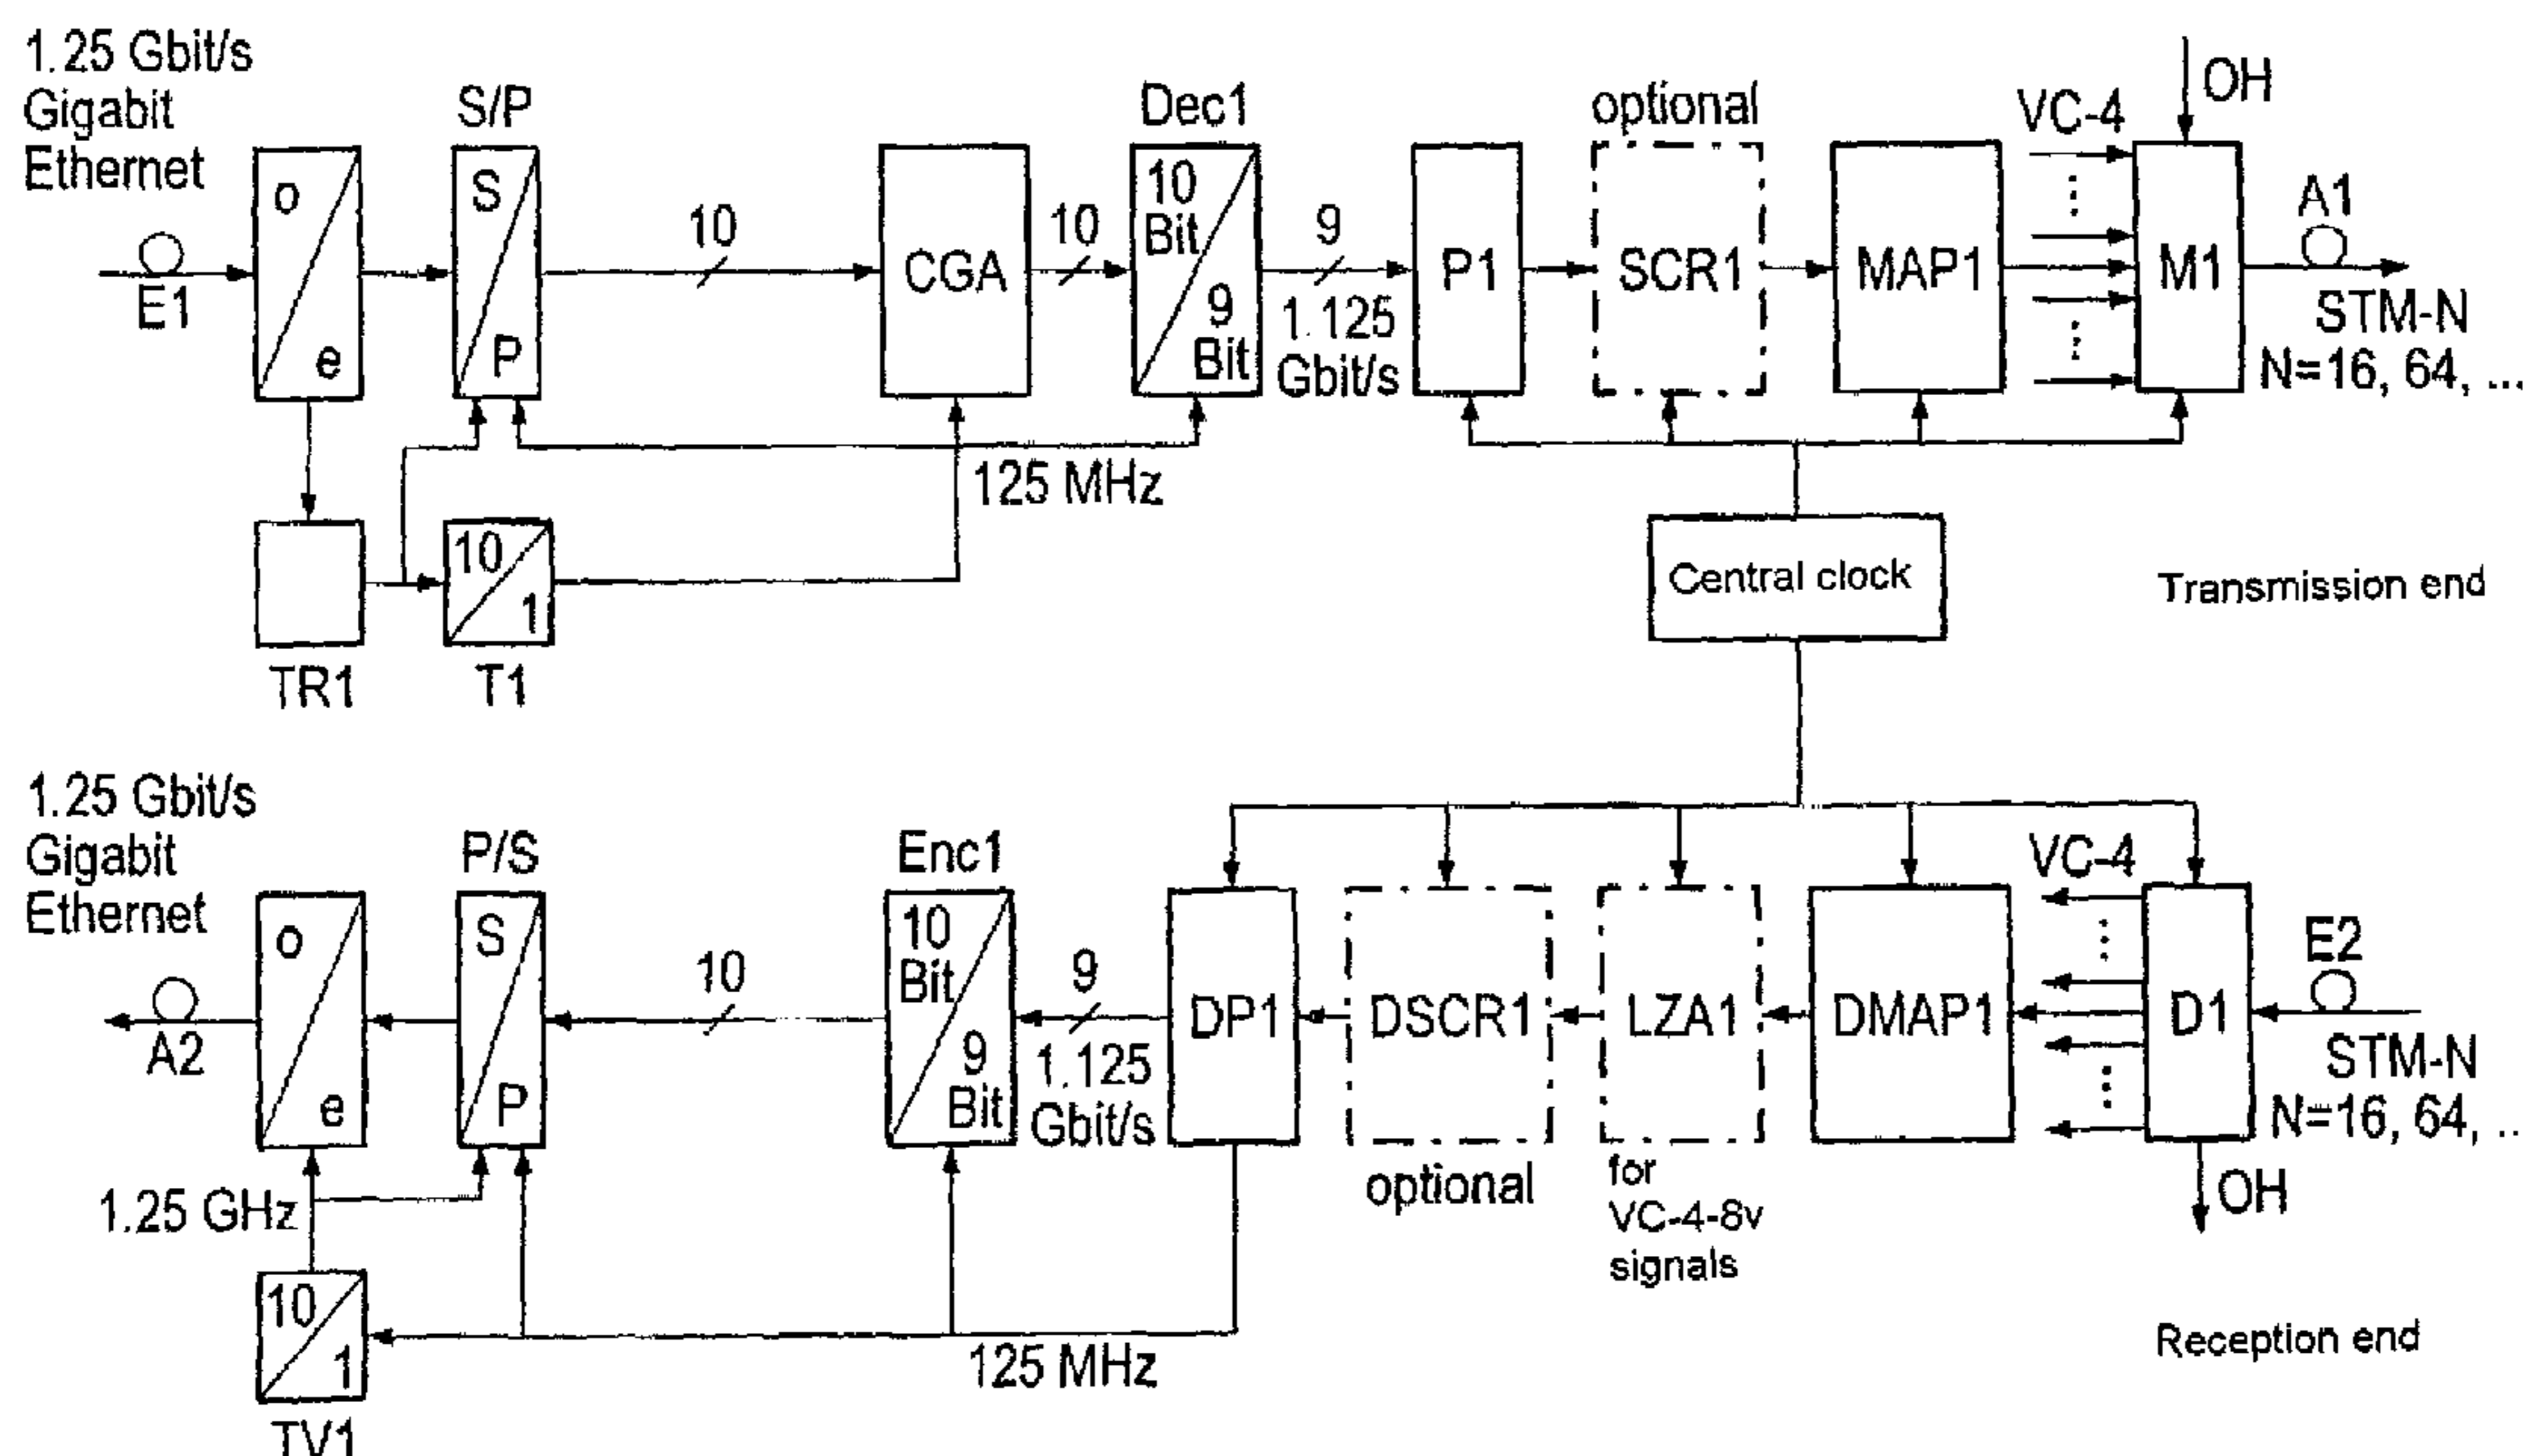 1.25 Gbit/s
Gigabit
Ethernet
E1
o
e
S/P
S
P
10
CGA
10
Dec1
10
Bit
9
Bit
9
1.125
Gbit/s
P1
optional
SCR1
MAP1
VC-4
OH
M1
A1
STM-N
N=16, 64, ...
125 MHz
TR1
10
1
T1
Central clock
Transmission end
1.25 Gbit/s
Gigabit
Ethernet
A2
o
e
P/S
S
P
10
Enc1
10
Bit
9
Bit
9
1.125
Gbit/s
DP1
DSCR1
optional
LZA1
for
VC-4-8v
signals
DMAP1
VC-4
D1
E2
STM-N
N=16, 64, ..
OH
1.25 GHz
10
1
TV1
125 MHz
Reception end